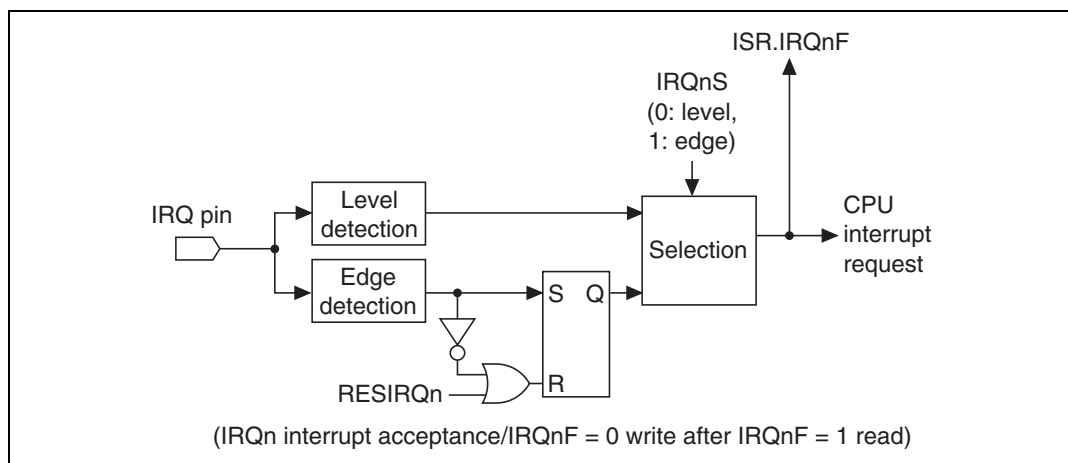 ISR.IRQnF
IRQnS
(0: level,
1: edge)
Level
detection
IRQ pin
CPU
interrupt
request
Selection
Edge
detection
S Q
R
RESIRQn
(IRQn interrupt acceptance/IRQnF = 0 write after IRQnF = 1 read)